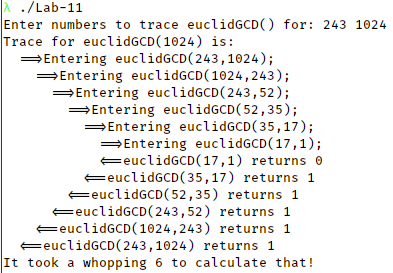 λ ./Lab-11
Enter numbers to trace euclidGCD() for: 243 1024
Trace for euclidGCD(1024) is:
⟹Entering euclidGCD(243,1024);
⟹Entering euclidGCD(1024,243);
⟹Entering euclidGCD(243,52);
⟹Entering euclidGCD(52,35);
⟹Entering euclidGCD(35,17);
⟹Entering euclidGCD(17,1);
⟸euclidGCD(17,1) returns 0
⟸euclidGCD(35,17) returns 1
⟸euclidGCD(52,35) returns 1
⟸euclidGCD(243,52) returns 1
⟸euclidGCD(1024,243) returns 1
⟸euclidGCD(243,1024) returns 1
It took a whopping 6 to calculate that!